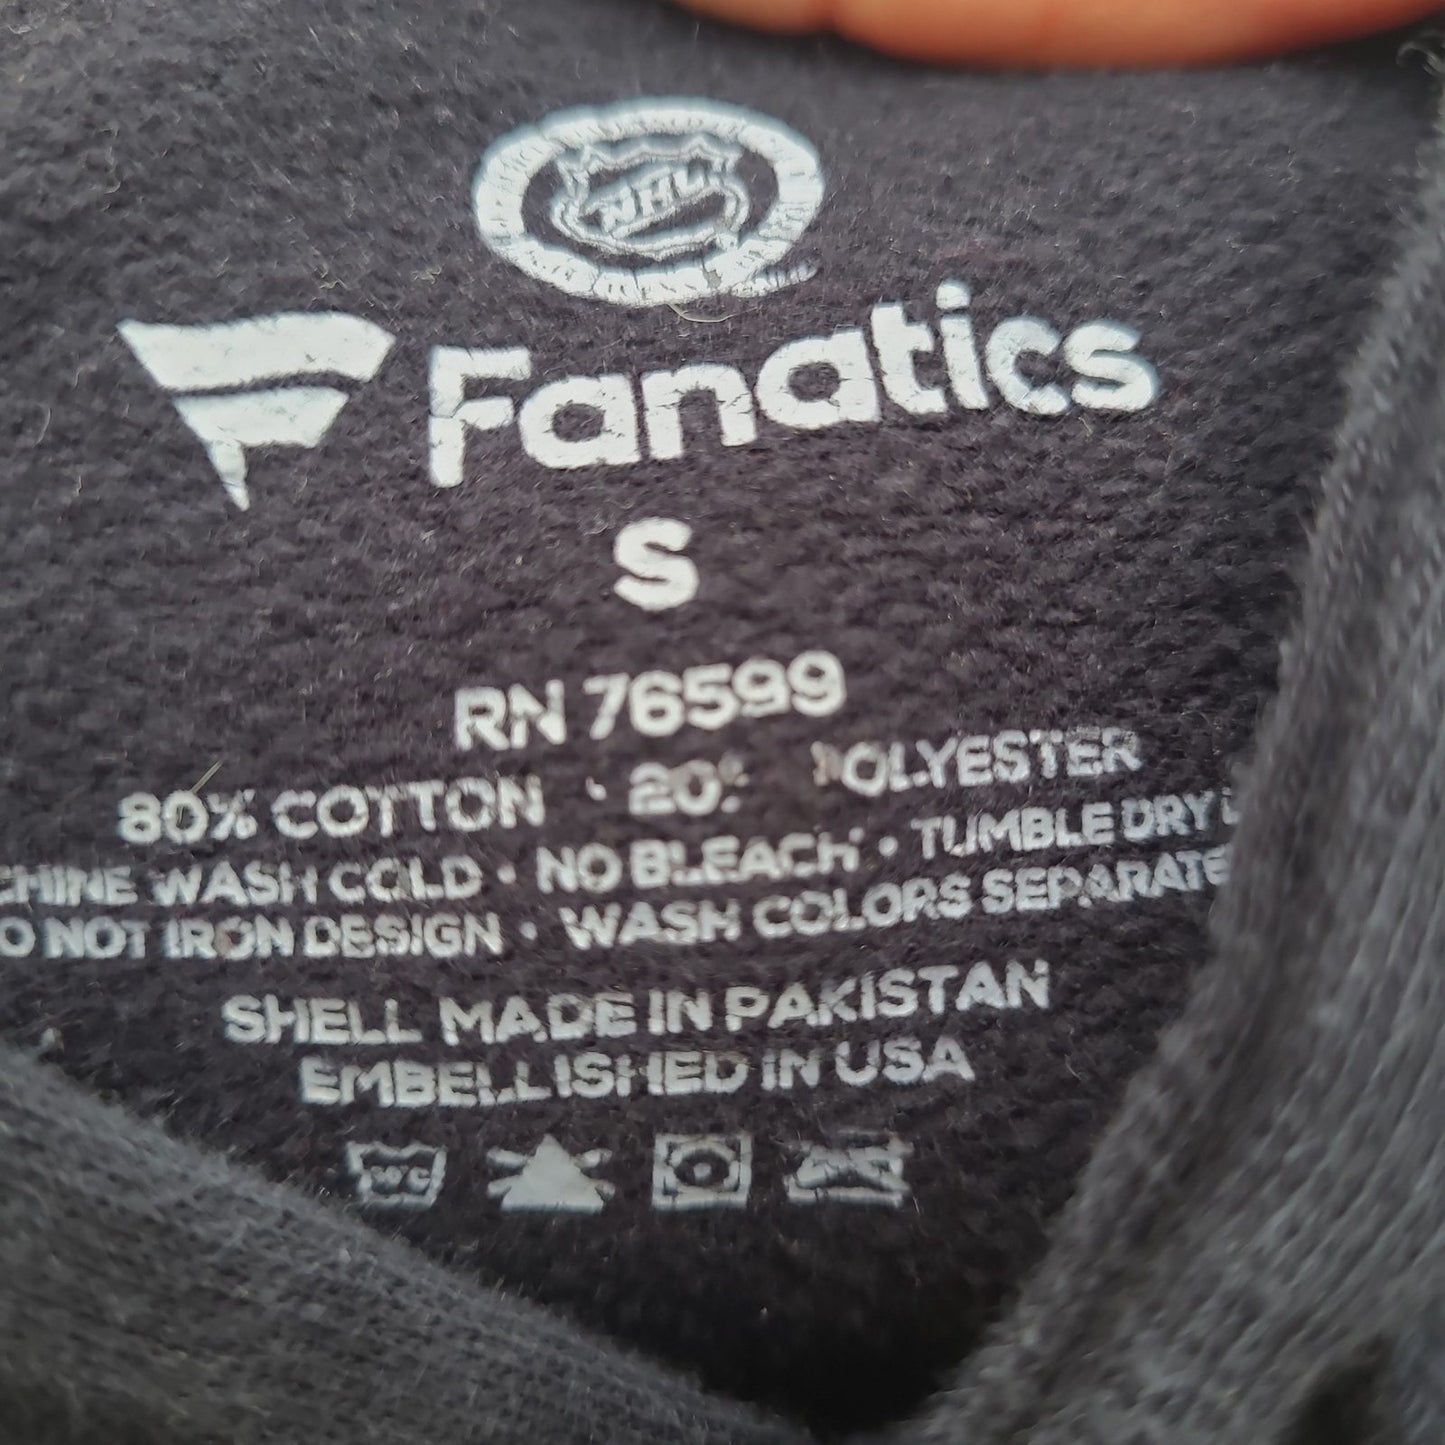 NHL
Fanatics
S
RN 76599
80% COTTON · 20% POLYESTER
CHINE WASH COLD · NO BLEACH · TUMBLE DRY L
O NOT IRON DESIGN · WASH COLORS SEPARATE
SHELL MADE IN PAKISTAN
EMBELLISHED IN USA
WC